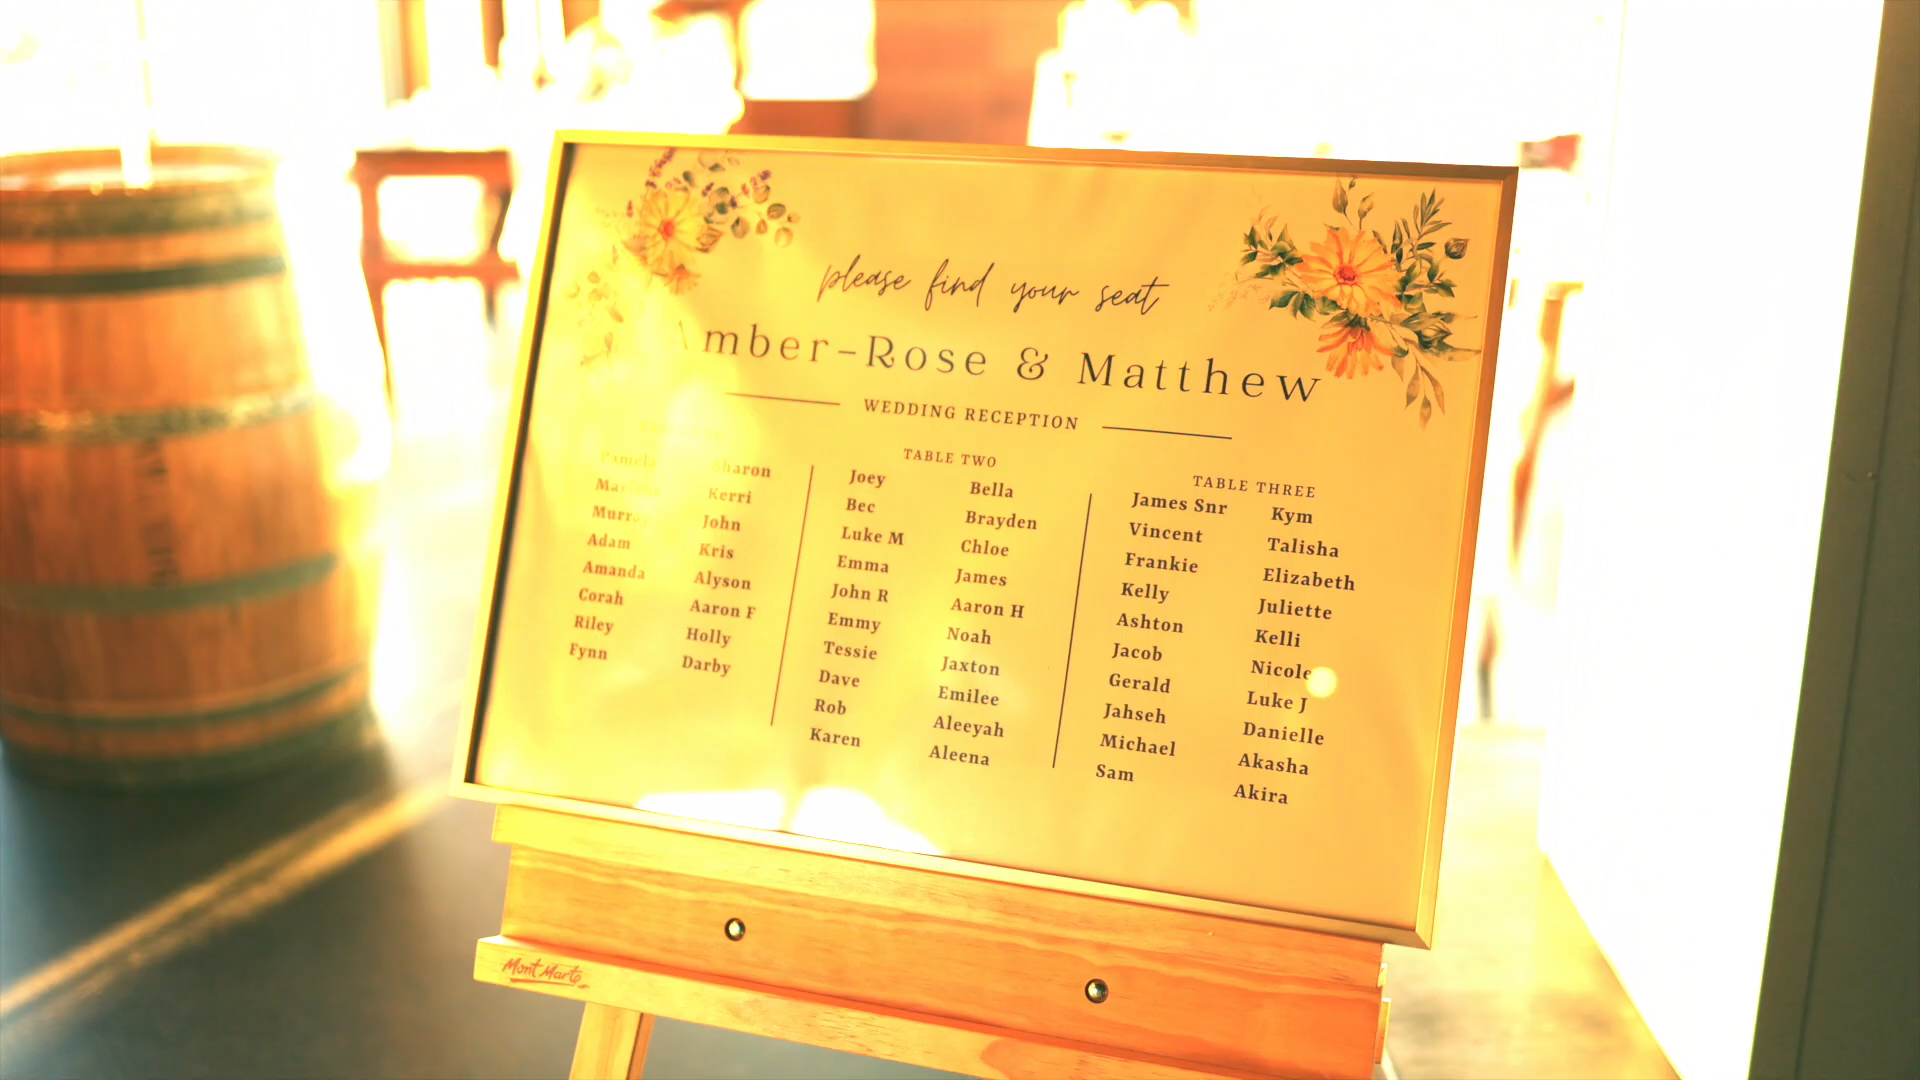 please find your seat
mber-Rose & Matthew
WEDDING RECEPTION
Pamela Sharon
Kerri
Murray John
Adam Kris
Amanda Alyson
Corah Aaron F
Riley Holly
Fynn Darby
TABLE TWO
Joey Bella
Bec Brayden
Luke M Chloe
Emma James
John R Aaron H
Emmy Noah
Tessie Jaxton
Dave Emilee
Rob Aleeyah
Karen Aleena
TABLE THREE
James Snr Kym
Vincent Talisha
Frankie Elizabeth
Kelly Juliette
Ashton Kelli
Jacob Nicole
Gerald Luke J
Jahseh Danielle
Michael Akasha
Sam Akira
Mont Marte